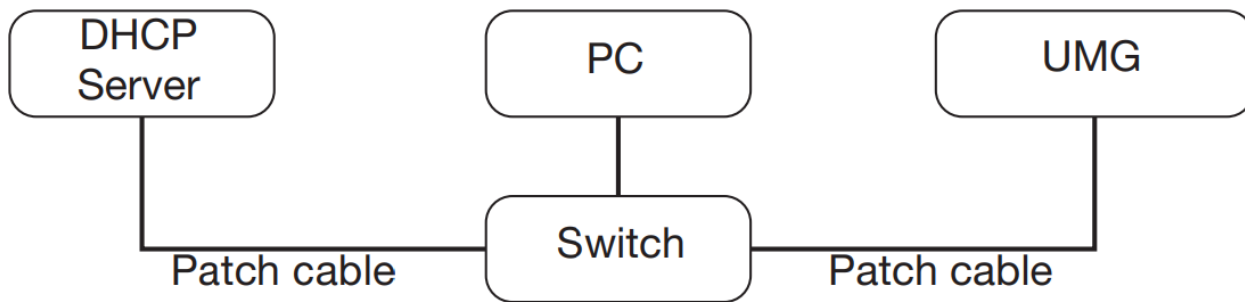 DHCP
Server
PC
UMG
Switch
Patch cable
Patch cable